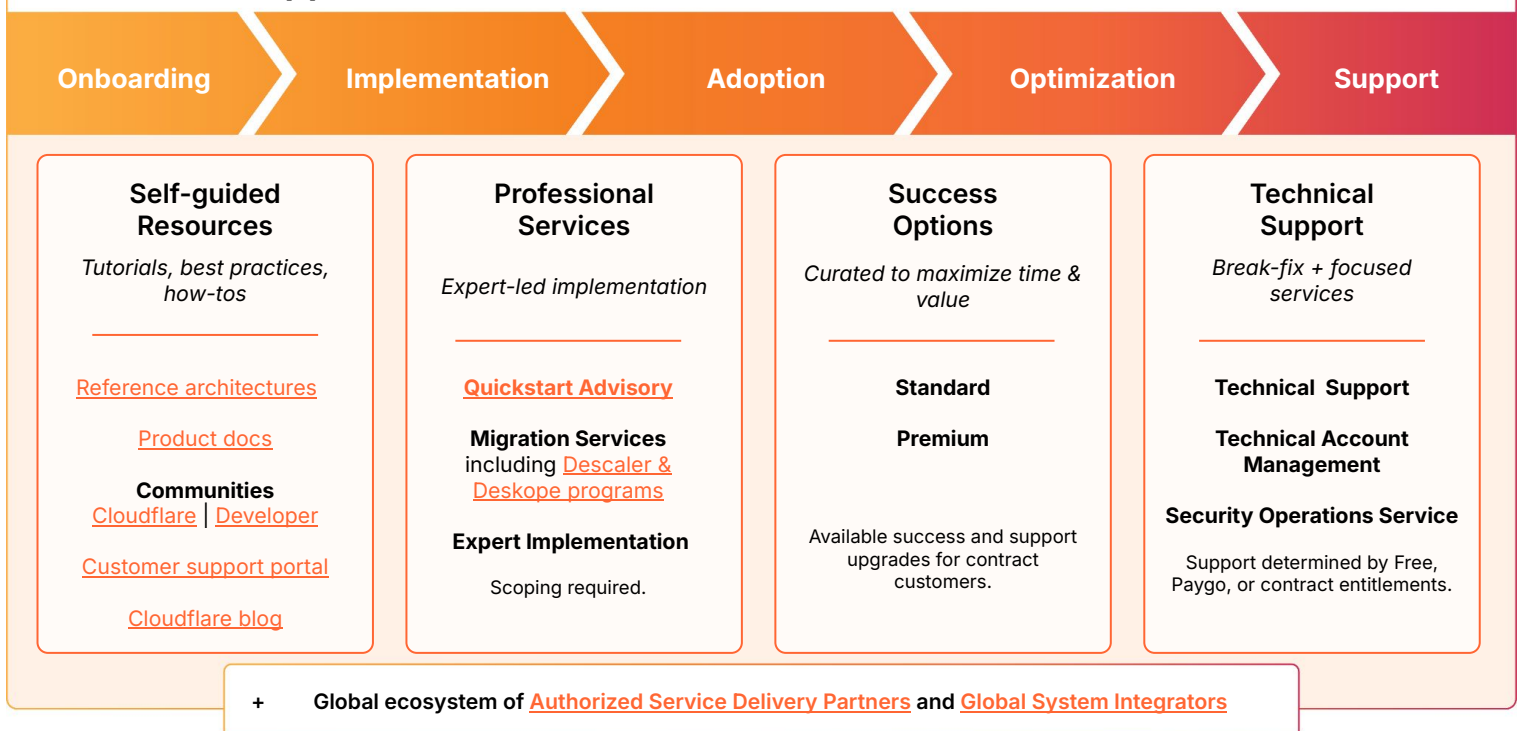 Onboarding
Implementation
Adoption
Optimization
Support
Self-guided
Resources
Tutorials, best practices,
how-tos
Reference architectures
Product docs
Communities
Cloudflare | Developer
Customer support portal
Cloudflare blog
Professional
Services
Expert-led implementation
Quickstart Advisory
Migration Services
including Descaler &
Deskope programs
Expert Implementation
Scoping required.
Success
Options
Curated to maximize time &
value
Standard
Premium
Available success and support
upgrades for contract
customers.
Technical
Support
Break-fix + focused
services
Technical  Support
Technical Account
Management
Security Operations Service
Support determined by Free,
Paygo, or contract entitlements.
+ Global ecosystem of Authorized Service Delivery Partners and Global System Integrators